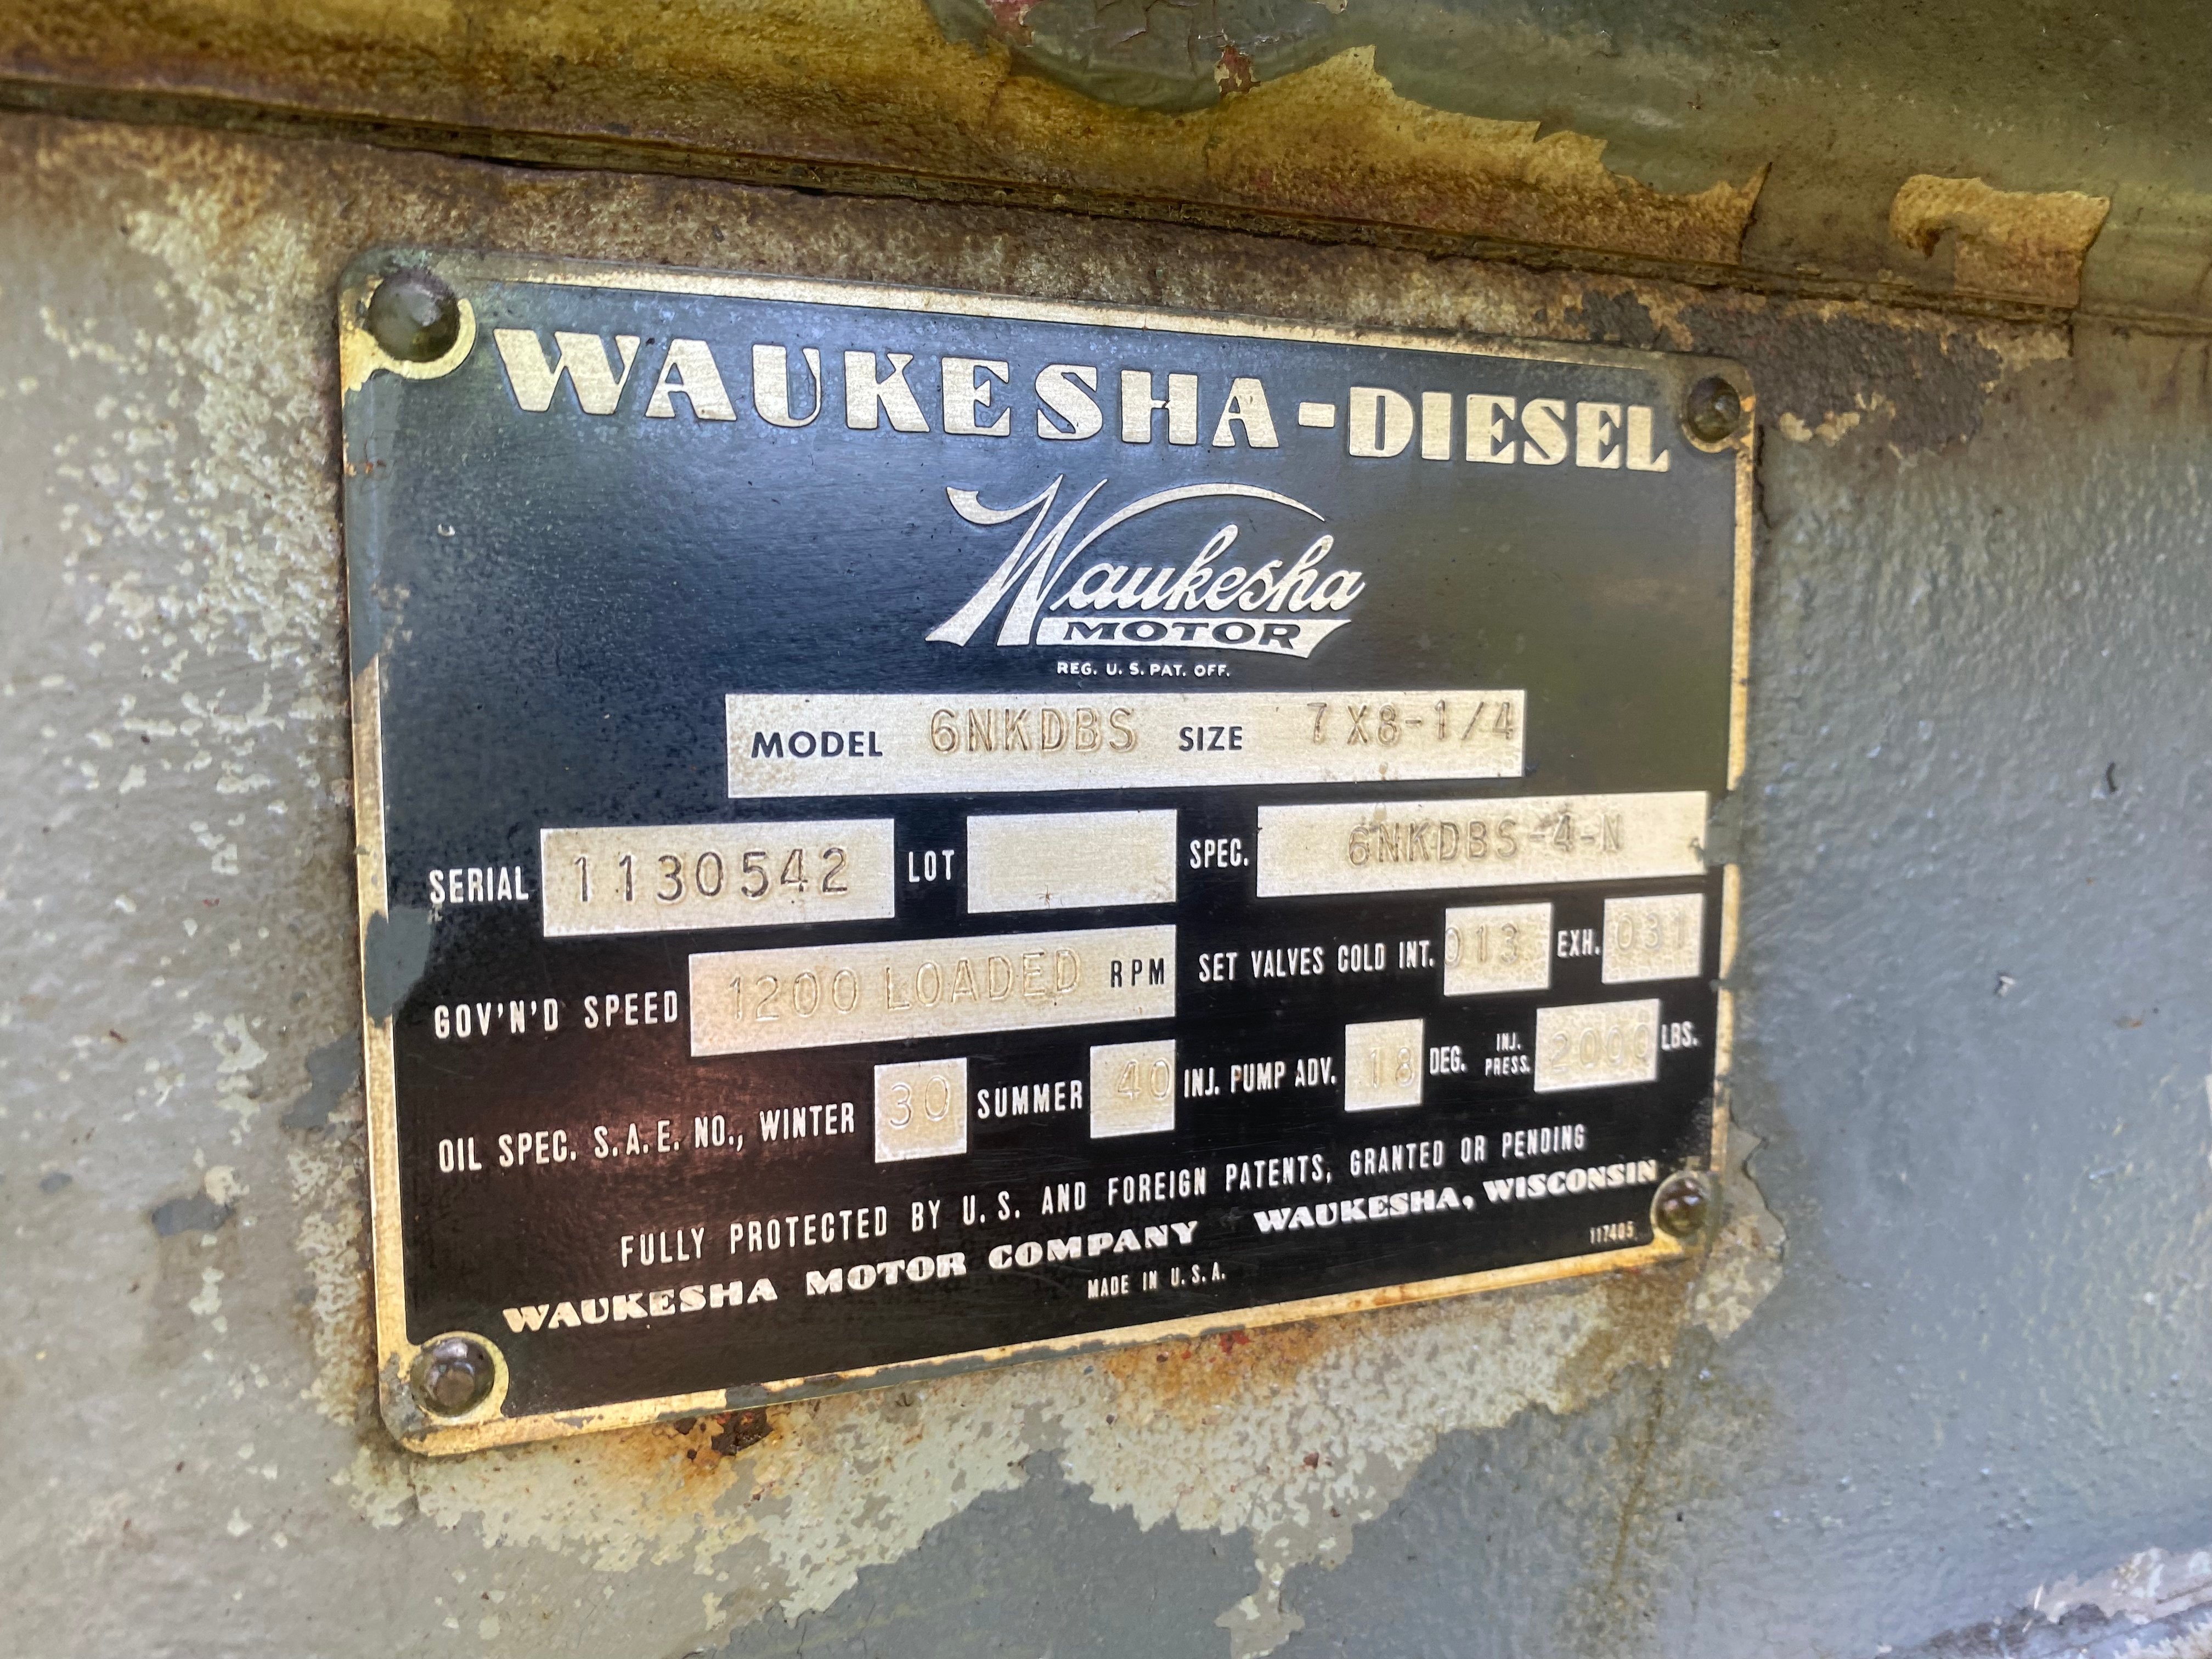 WAUKESHA-DIESEL
Waukesha
MOTOR
REG. U.S. PAT. OFF.
MODEL 6NKDBS SIZE 7X8-1/4
SERIAL 1130542 LOT SPEC. 6NKDBS-4-N
GOV'N'D SPEED 1200 LOADED RPM SET VALVES COLD INT. 013 EXH. 031
OIL SPEC. S.A.E. NO., WINTER 30 SUMMER 40 INJ. PUMP ADV. 18 DEG. INJ. PRESS. 2000 LBS.
FULLY PROTECTED BY U.S. AND FOREIGN PATENTS, GRANTED OR PENDING
WAUKESHA MOTOR COMPANY WAUKESHA, WISCONSIN
MADE IN U.S.A. 117405